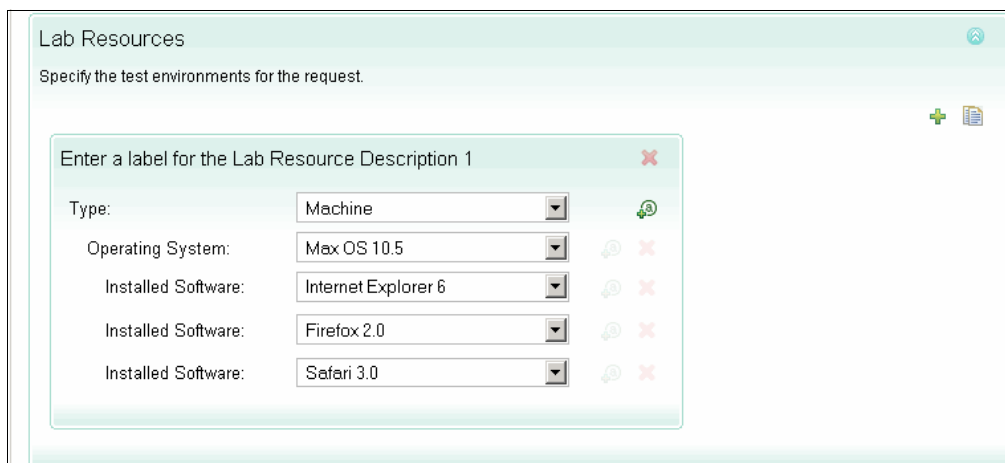 Lab Resources
Specify the test environments for the request.
Enter a label for the Lab Resource Description 1
Type: Machine
Operating System: Max OS 10.5
Installed Software: Internet Explorer 6
Installed Software: Firefox 2.0
Installed Software: Safari 3.0